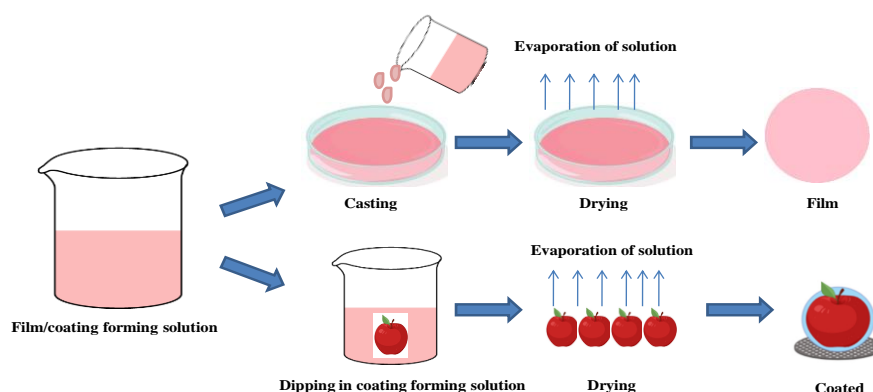 Evaporation of solution
Casting
Drying
Film
Film/coating forming solution
Evaporation of solution
Dipping in coating forming solution
Drying
Coated